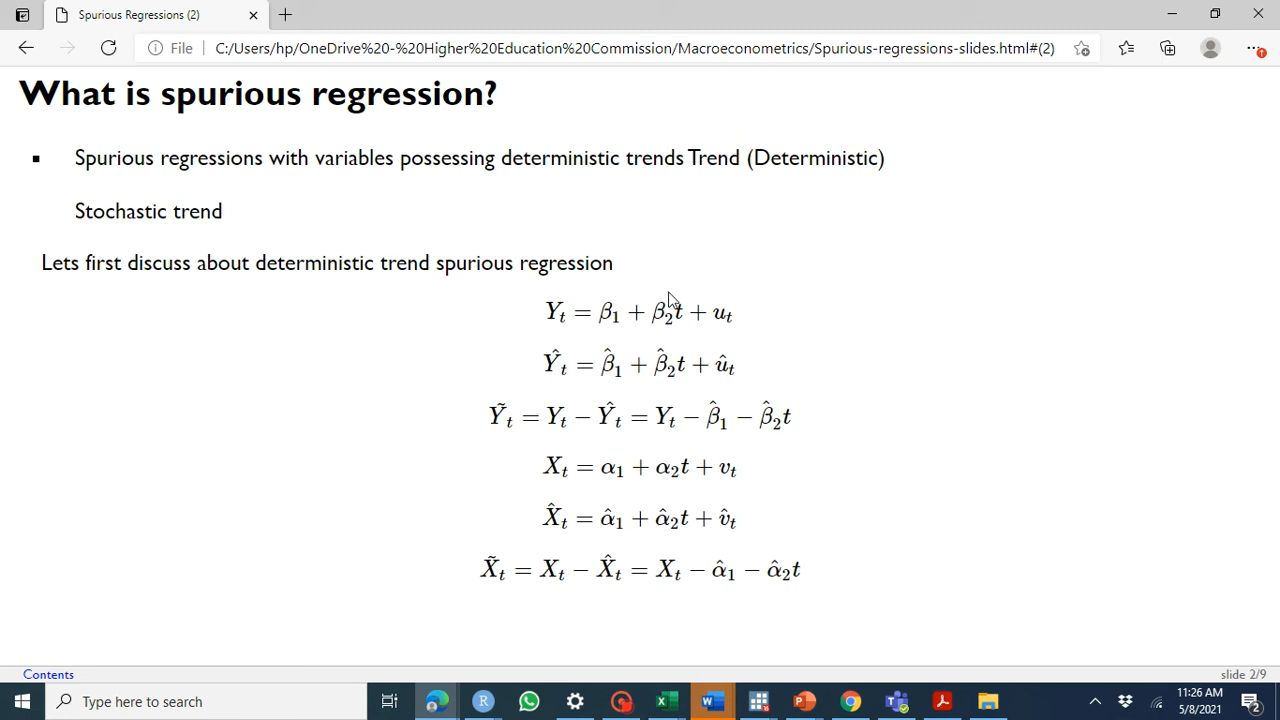 Spurious Regressions (2)
File
C:/Users/hp/OneDrive%20-%20Higher%20Education%20Commission/Macroeconometrics/Spurious-regressions-slides.html#(2)
What is spurious regression?
▪ Spurious regressions with variables possessing deterministic trends Trend (Deterministic)
Stochastic trend
Lets first discuss about deterministic trend spurious regression
Yₜ = β₁ + β₂t + uₜ
Ŷₜ = β̂₁ + β̂₂t + ûₜ
Ỹₜ = Yₜ − Ŷₜ = Yₜ − β̂₁ − β̂₂t
Xₜ = α₁ + α₂t + vₜ
X̂ₜ = α̂₁ + α̂₂t + v̂ₜ
X̃ₜ = Xₜ − X̂ₜ = Xₜ − α̂₁ − α̂₂t
Contents
slide 2/9
Type here to search
11:26 AM
5/8/2021
2